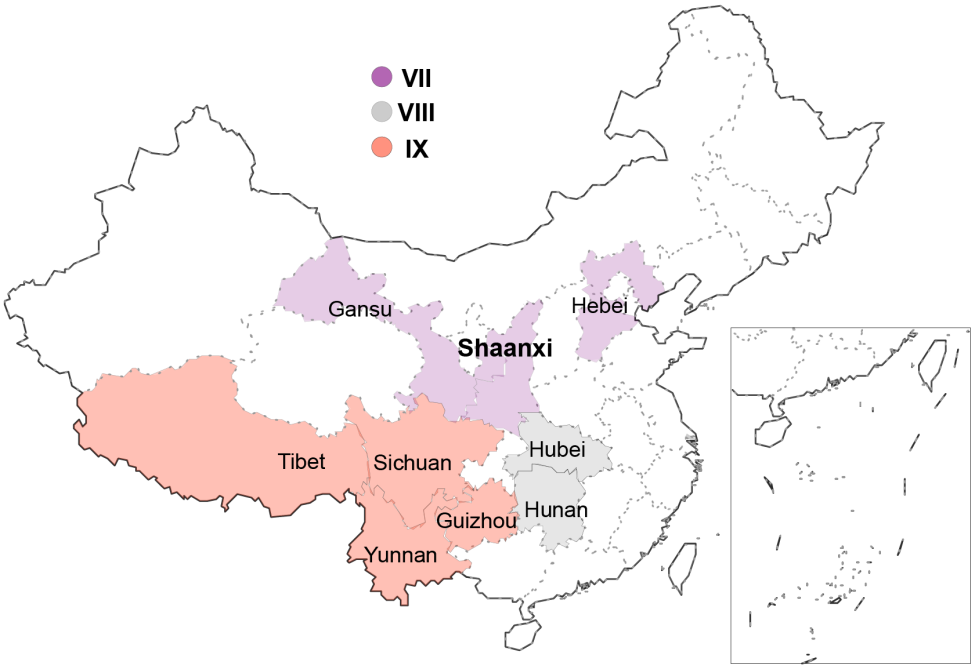 VII
VIII
IX
Gansu
Hebei
Shaanxi
Hubei
Tibet
Sichuan
Hunan
Guizhou
Yunnan